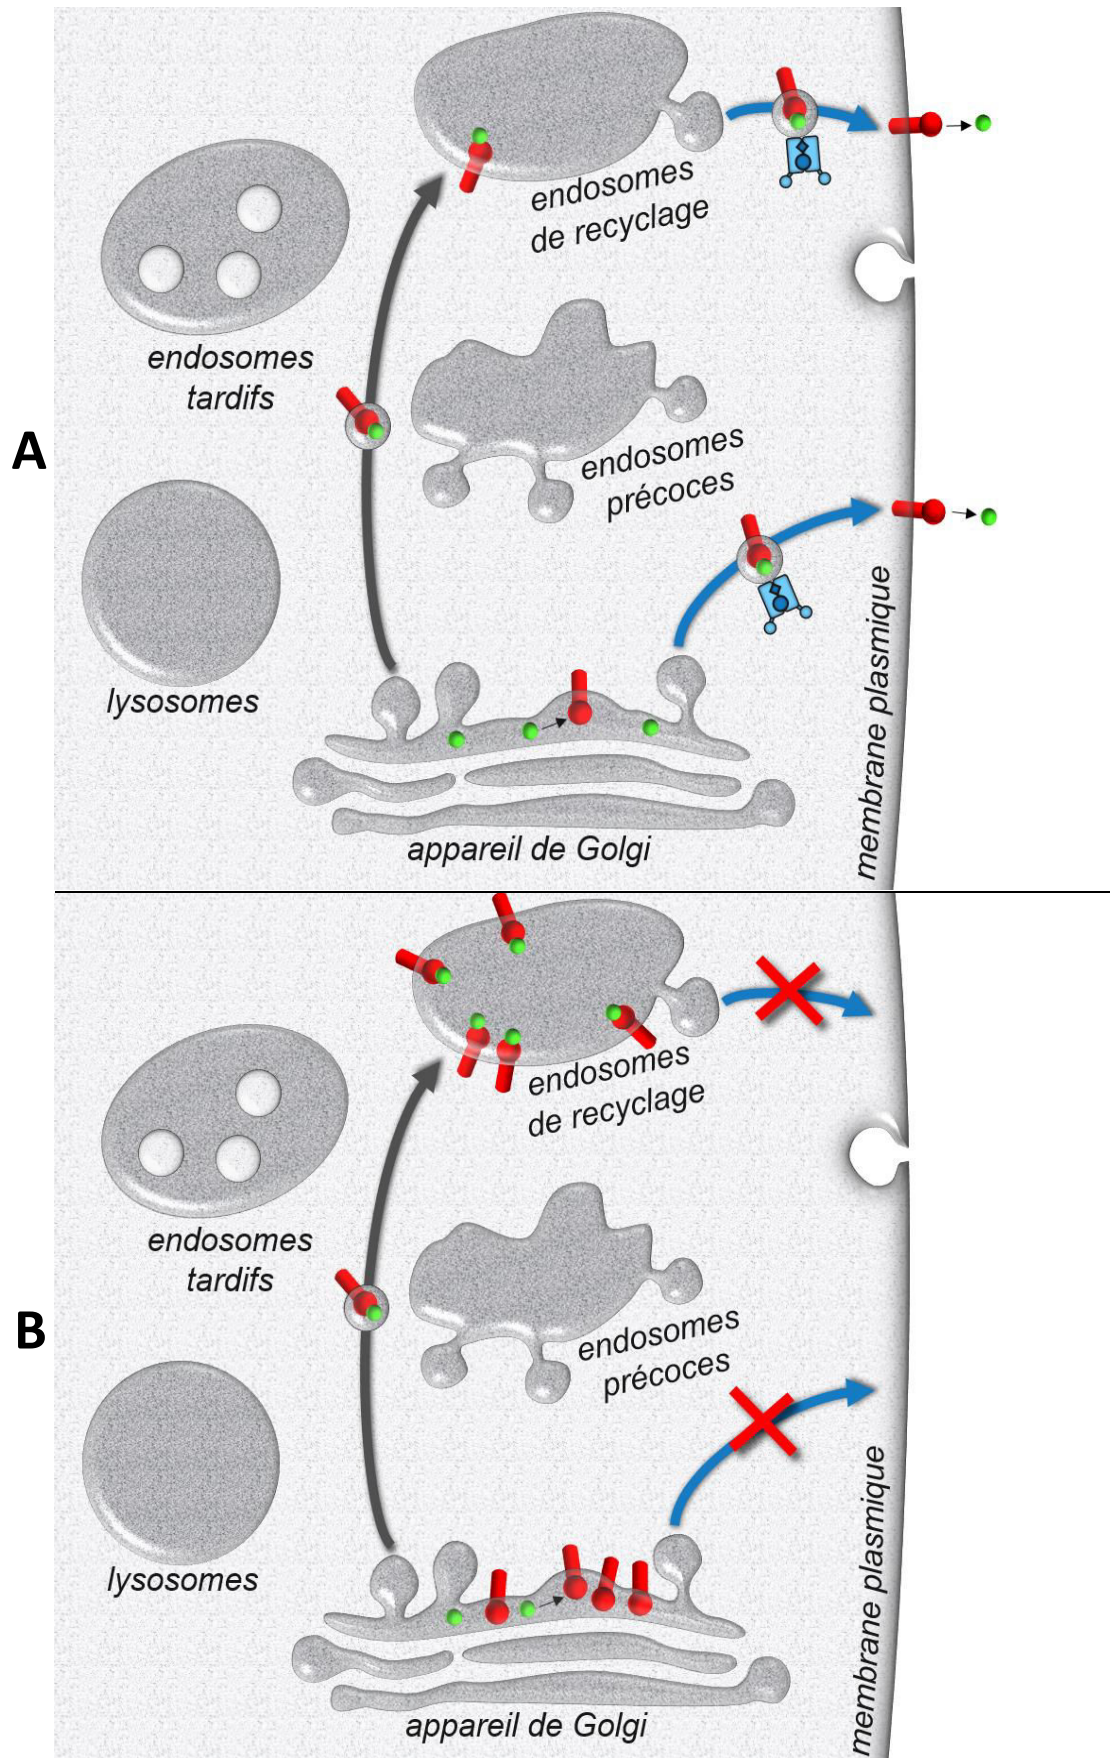 A
endosomes
de recyclage
endosomes
tardifs
endosomes
précoces
lysosomes
membrane plasmique
appareil de Golgi
B
endosomes
de recyclage
endosomes
tardifs
endosomes
précoces
lysosomes
membrane plasmique
appareil de Golgi